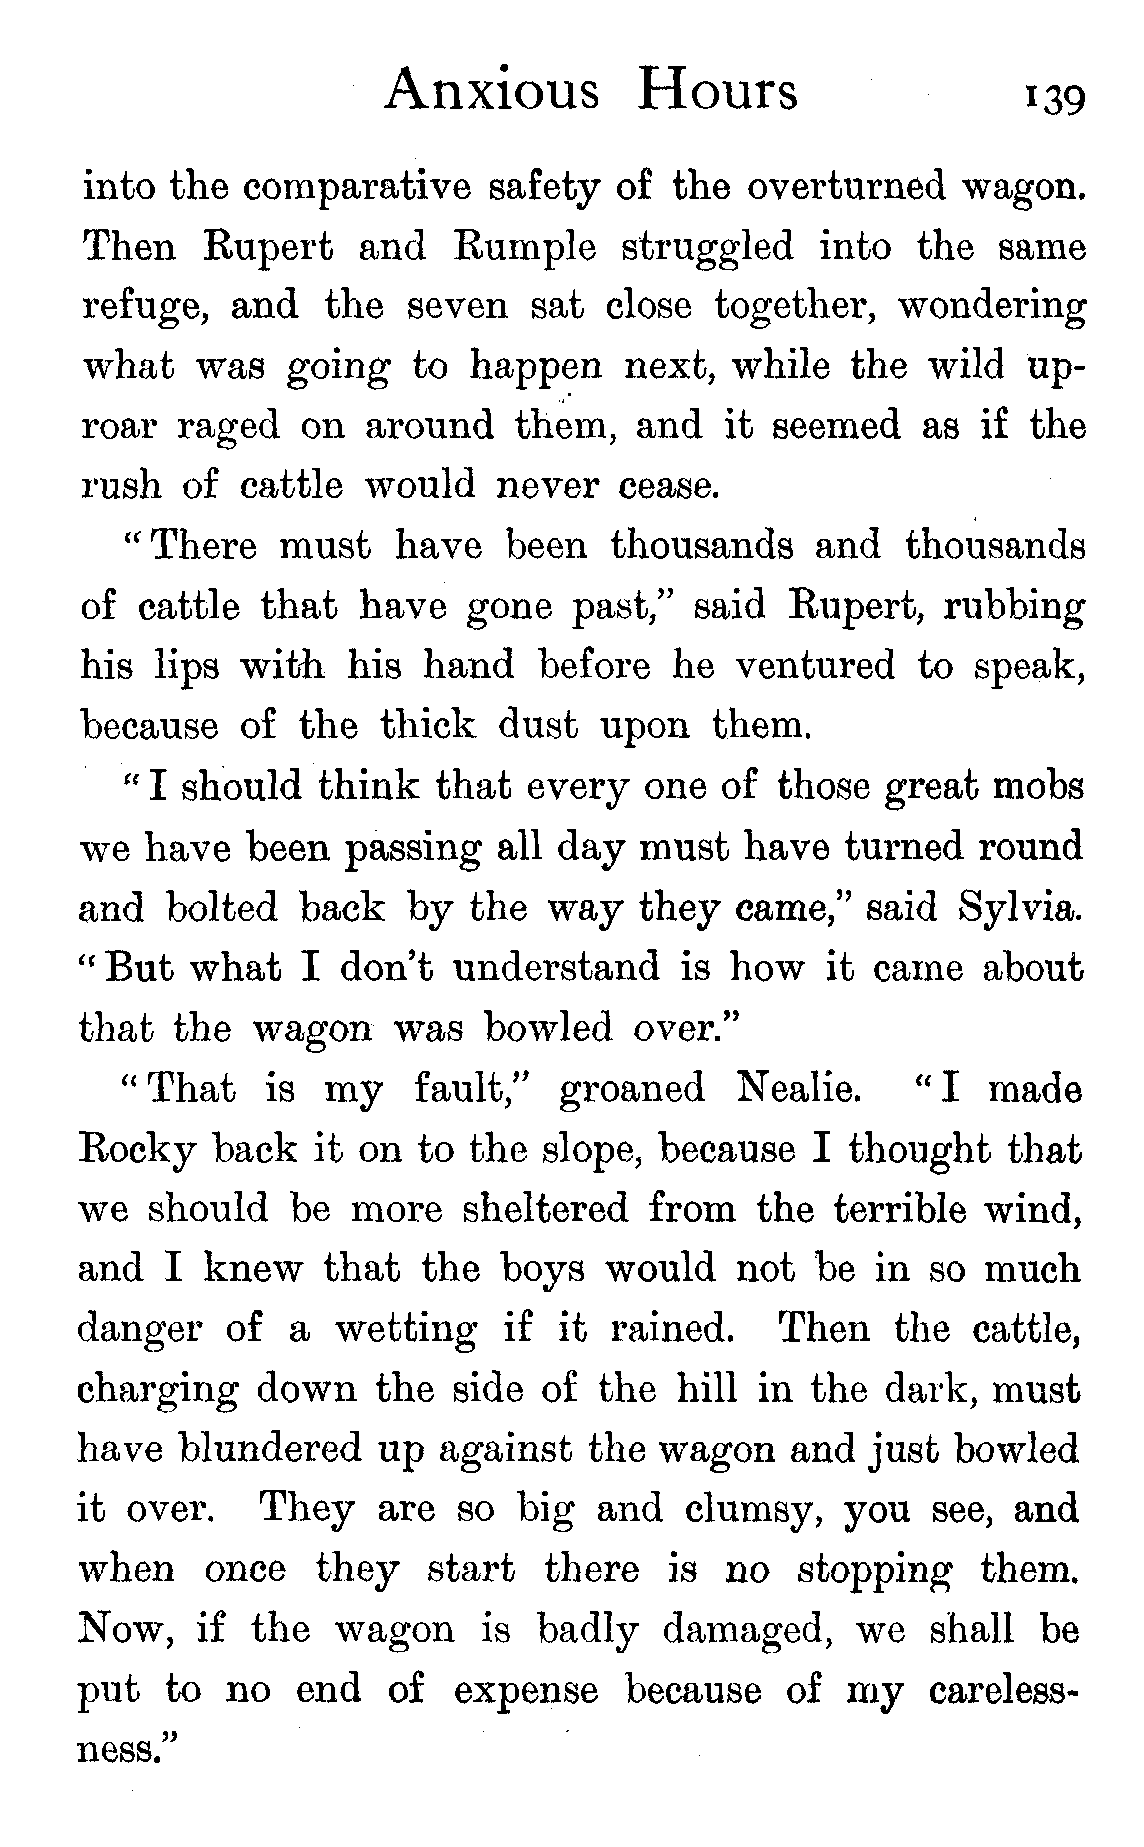 Anxious Hours 139
into the comparative safety of the overturned wagon.
Then Rupert and Rumple struggled into the same
refuge, and the seven sat close together, wondering
what was going to happen next, while the wild up-
roar raged on around them, and it seemed as if the
rush of cattle would never cease.
"There must have been thousands and thousands
of cattle that have gone past," said Rupert, rubbing
his lips with his hand before he ventured to speak,
because of the thick dust upon them.
"I should think that every one of those great mobs
we have been passing all day must have turned round
and bolted back by the way they came," said Sylvia.
"But what I don't understand is how it came about
that the wagon was bowled over."
"That is my fault," groaned Nealie. "I made
Rocky back it on to the slope, because I thought that
we should be more sheltered from the terrible wind,
and I knew that the boys would not be in so much
danger of a wetting if it rained. Then the cattle,
charging down the side of the hill in the dark, must
have blundered up against the wagon and just bowled
it over. They are so big and clumsy, you see, and
when once they start there is no stopping them.
Now, if the wagon is badly damaged, we shall be
put to no end of expense because of my careless-
ness."